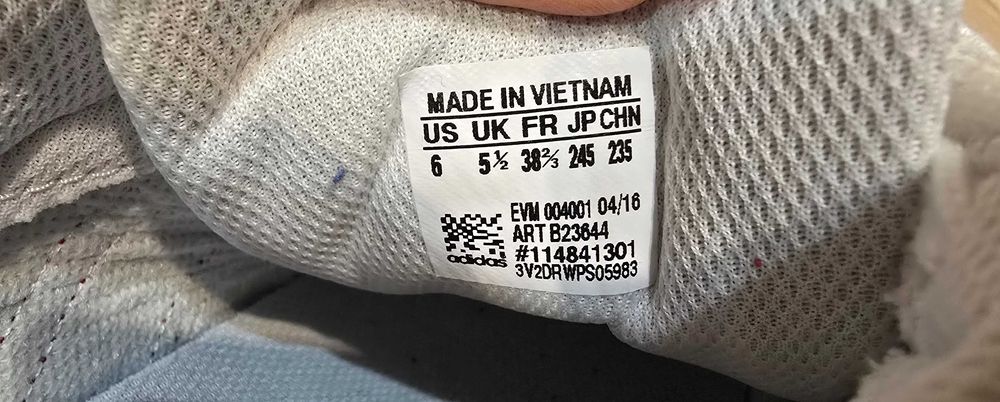 MADE IN VIETNAM
US UK FR JP CHN
6 5½ 38⅔ 245 235
EVM 004001 04/16
ART B23644
#114841301
adidas 3V2DRWPS05983